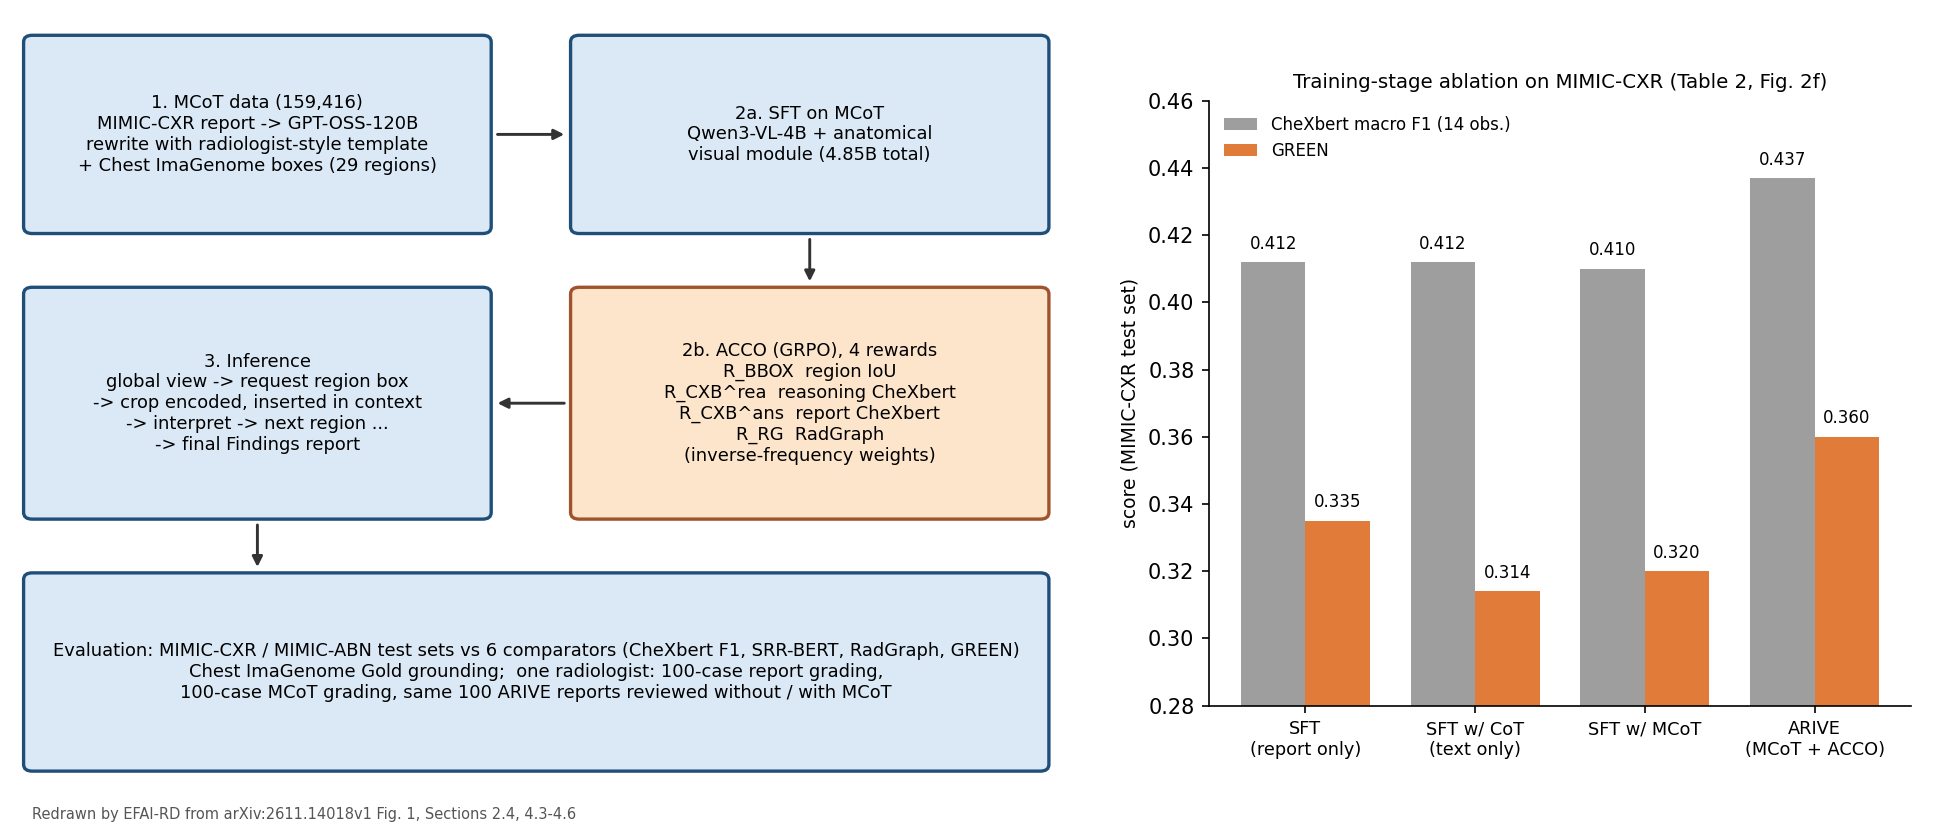 1. MCoT data (159,416)
MIMIC-CXR report -> GPT-OSS-120B
rewrite with radiologist-style template
+ Chest ImaGenome boxes (29 regions)
2a. SFT on MCoT
Qwen3-VL-4B + anatomical
visual module (4.85B total)
3. Inference
global view -> request region box
-> crop encoded, inserted in context
-> interpret -> next region ...
-> final Findings report
2b. ACCO (GRPO), 4 rewards
R_BBOX  region IoU
R_CXB^rea  reasoning CheXbert
R_CXB^ans  report CheXbert
R_RG  RadGraph
(inverse-frequency weights)
Evaluation: MIMIC-CXR / MIMIC-ABN test sets vs 6 comparators (CheXbert F1, SRR-BERT, RadGraph, GREEN)
Chest ImaGenome Gold grounding;  one radiologist: 100-case report grading,
100-case MCoT grading, same 100 ARIVE reports reviewed without / with MCoT
Redrawn by EFAI-RD from arXiv:2611.14018v1 Fig. 1, Sections 2.4, 4.3-4.6
Training-stage ablation on MIMIC-CXR (Table 2, Fig. 2f)
CheXbert macro F1 (14 obs.)
GREEN
score (MIMIC-CXR test set)
0.46
0.44
0.42
0.40
0.38
0.36
0.34
0.32
0.30
0.28
0.412
0.335
0.412
0.314
0.410
0.320
0.437
0.360
SFT
(report only)
SFT w/ CoT
(text only)
SFT w/ MCoT
ARIVE
(MCoT + ACCO)